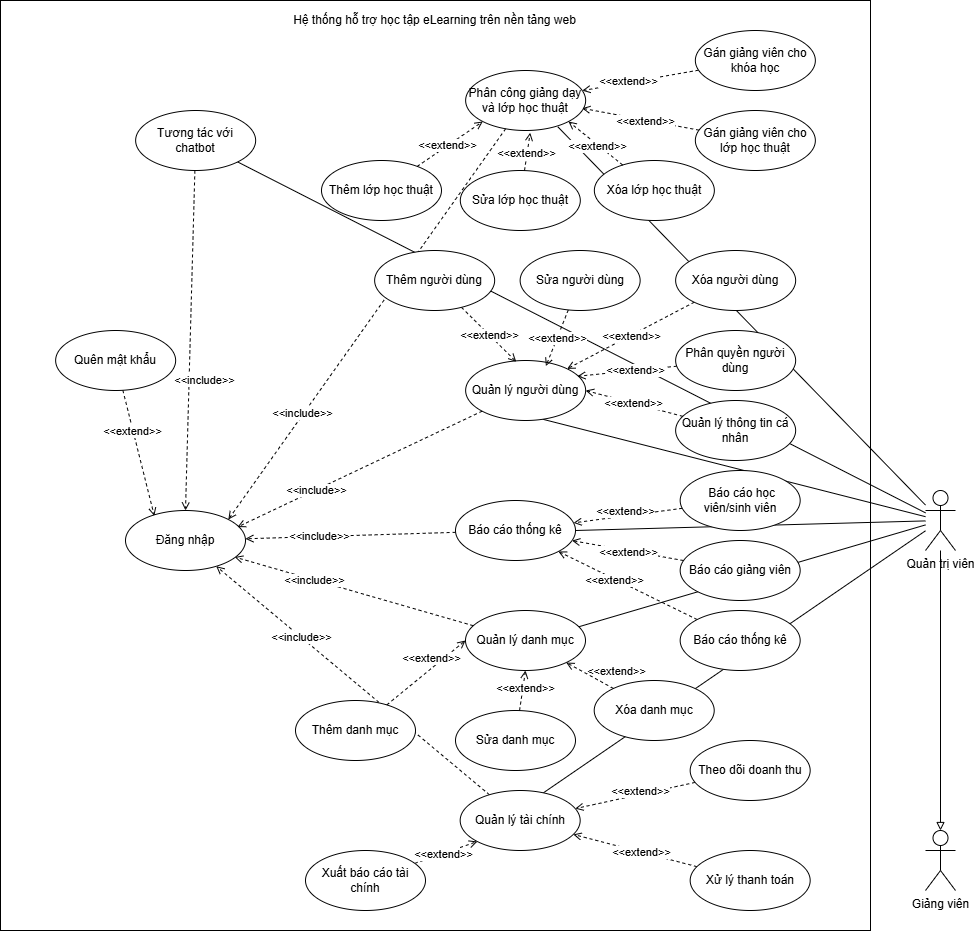 Hệ thống hỗ trợ học tập eLearning trên nền tảng web
Gán giảng viên cho
khóa học
<<extend>>
Phân công giảng dạy
và lớp học thuật
<<extend>>
Gán giảng viên cho
lớp học thuật
Tương tác với
chatbot
<<extend>>
<<extend>>
<<extend>>
Thêm lớp học thuật
Sửa lớp học thuật
Xóa lớp học thuật
Thêm người dùng
Sửa người dùng
Xóa người dùng
<<extend>>
<<extend>>
<<extend>>
Quên mật khẩu
Phân quyền người
dùng
<<extend>>
<<include>>
Quản lý người dùng
<<extend>>
<<include>>
Quản lý thông tin cá
nhân
<<extend>>
<<include>>
Báo cáo học
viên/sinh viên
<<extend>>
Báo cáo thống kê
<<include>>
Đăng nhập
<<extend>>
Báo cáo giảng viên
Quản trị viên
<<include>>
<<extend>>
<<include>>
Quản lý danh mục
Báo cáo thống kê
<<extend>>
<<extend>>
<<extend>>
Xóa danh mục
Thêm danh mục
Sửa danh mục
Theo dõi doanh thu
<<extend>>
Quản lý tài chính
<<extend>>
<<extend>>
Xuất báo cáo tài
chính
Xử lý thanh toán
Giảng viên